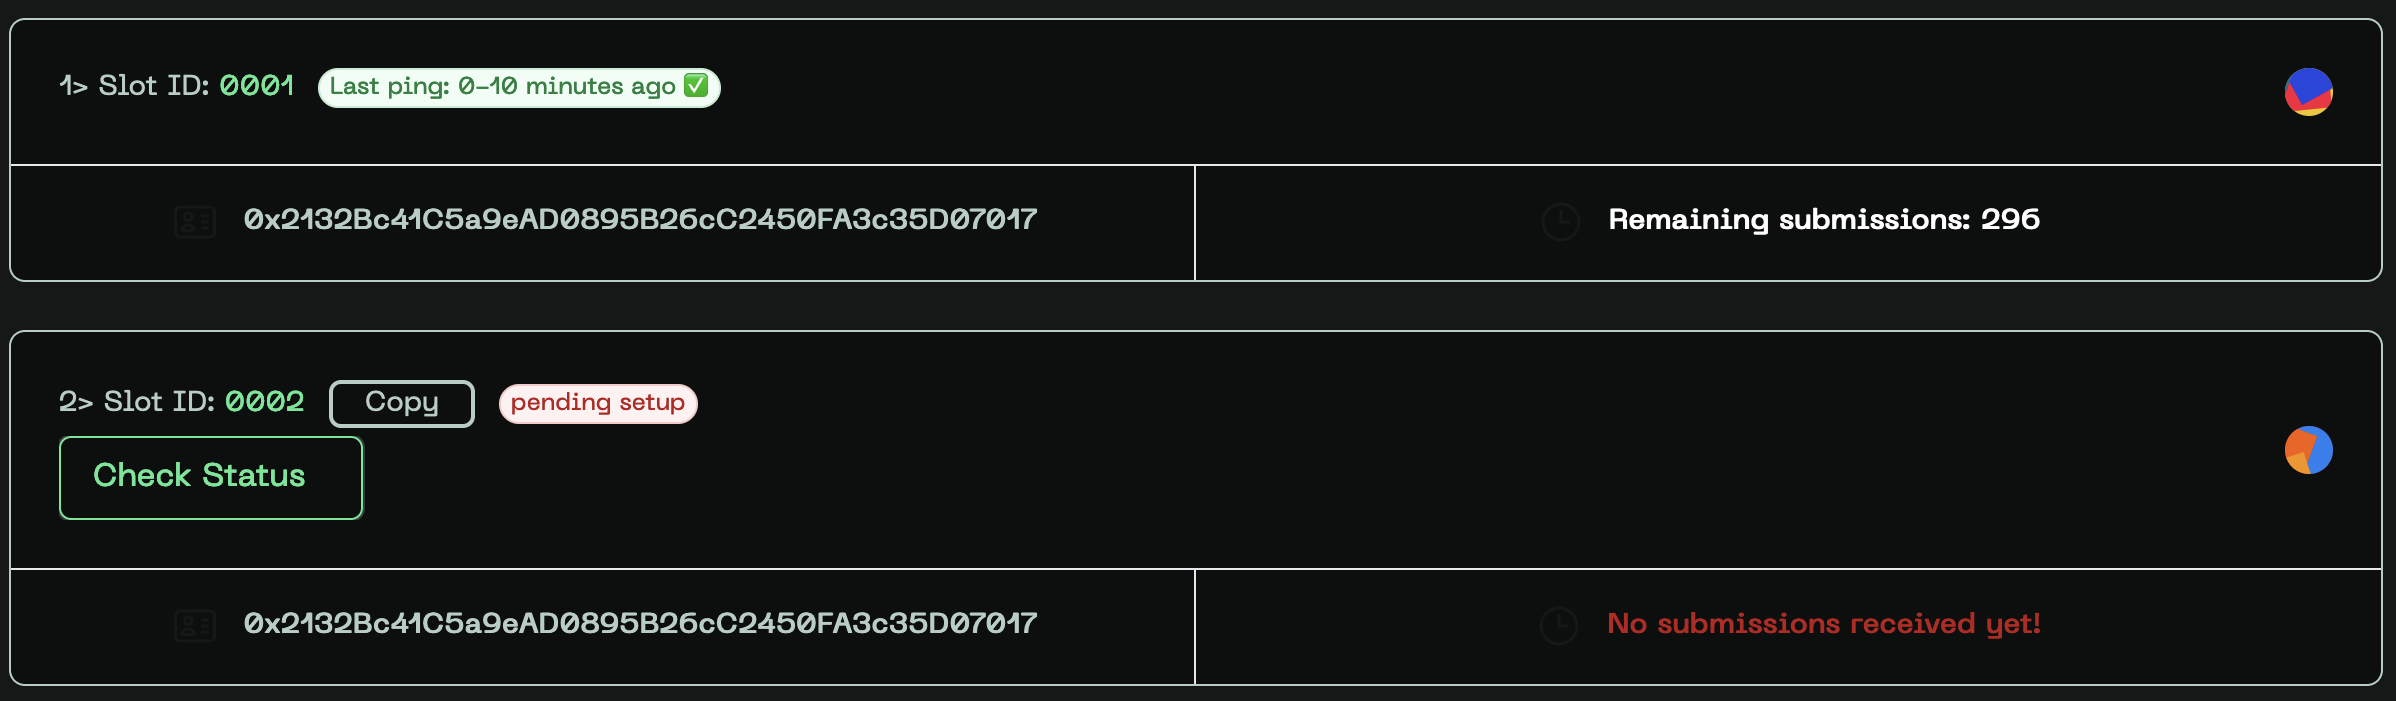 1> Slot ID: 0001 Last ping: 0-10 minutes ago ✅
0x2132Bc41C5a9eAD0895B26cC2450FA3c35D07017
Remaining submissions: 296
2> Slot ID: 0002 Copy pending setup
Check Status
0x2132Bc41C5a9eAD0895B26cC2450FA3c35D07017
No submissions received yet!